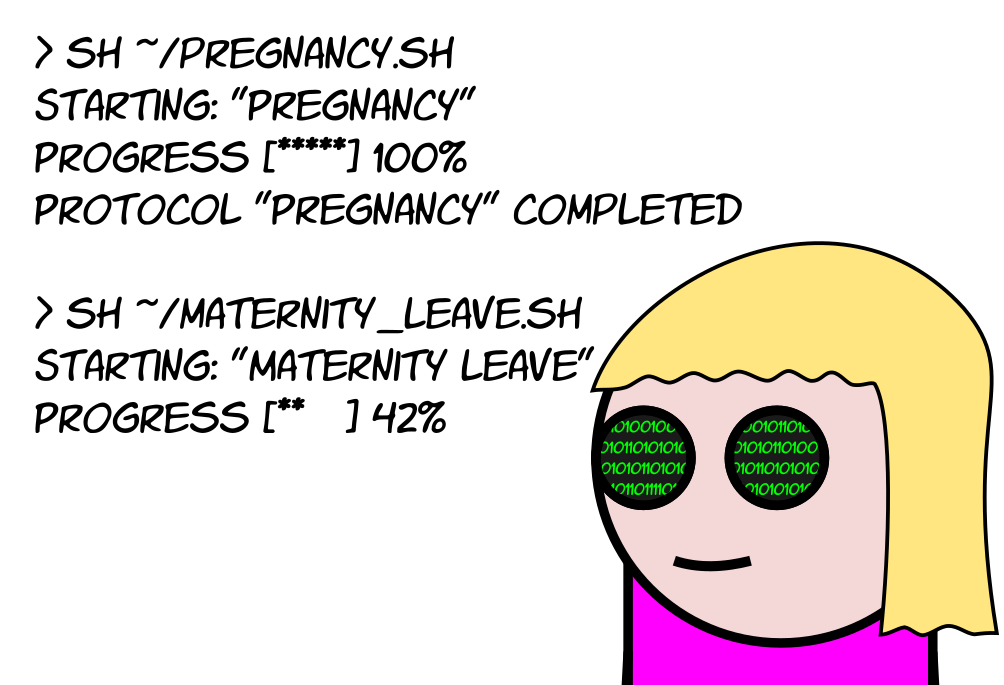 > SH ~/PREGNANCY.SH
STARTING: "PREGNANCY"
PROGRESS [*****] 100%
PROTOCOL "PREGNANCY" COMPLETED
> SH ~/MATERNITY_LEAVE.SH
STARTING: "MATERNITY LEAVE"
PROGRESS [**   ] 42%